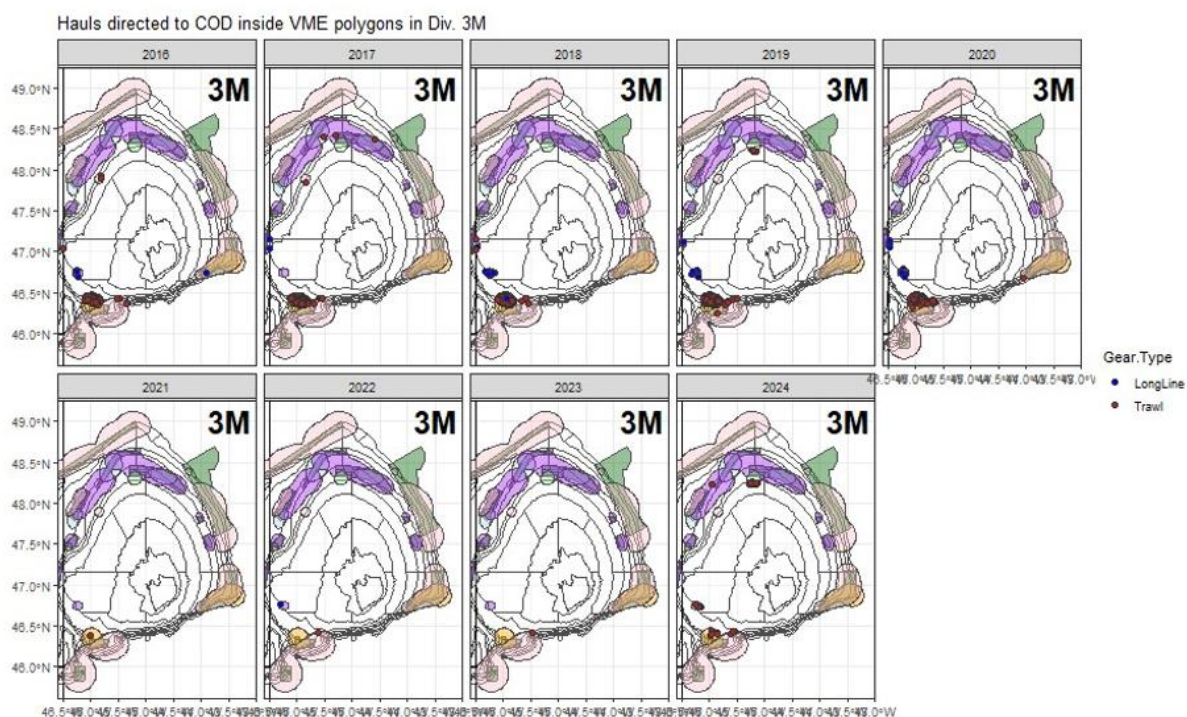 Hauls directed to COD inside VME polygons in Div. 3M
2016
2017
2018
2019
2020
3M
3M
3M
3M
3M
49.0°N
48.5°N
48.0°N
47.5°N
47.0°N
46.5°N
46.0°N
Gear.Type
LongLine
Trawl
2021
2022
2023
2024
3M
3M
3M
3M
49.0°N
48.5°N
48.0°N
47.5°N
47.0°N
46.5°N
46.0°N